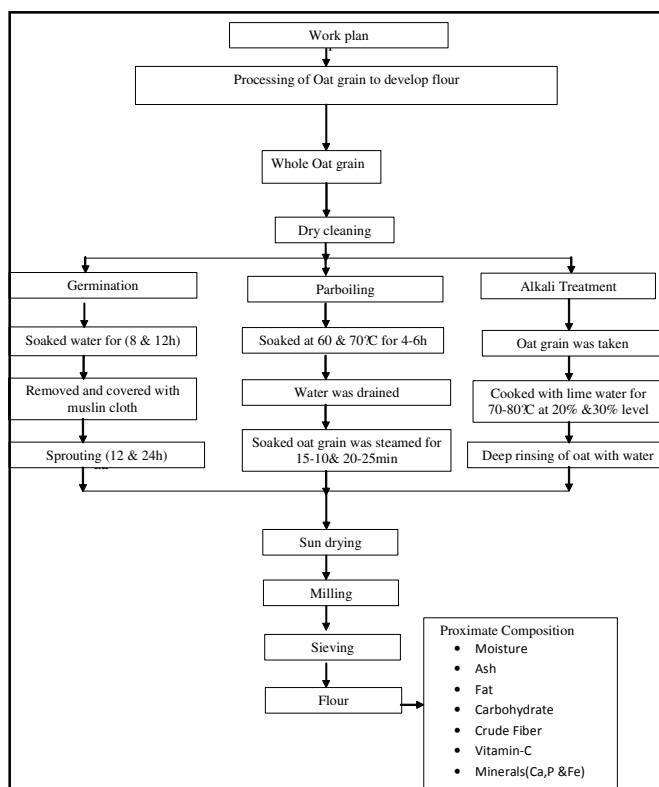 Work plan
Processing of Oat grain to develop flour
Whole Oat grain
Dry cleaning
Germination
Soaked water for (8 & 12h)
Removed and covered with
muslin cloth
Sprouting (12 & 24h)
Parboiling
Soaked at 60 & 70°C for 4-6h
Water was drained
Soaked oat grain was steamed for
15-10& 20-25min
Alkali Treatment
Oat grain was taken
Cooked with lime water for
70-80°C at 20% &30% level
Deep rinsing of oat with water
Sun drying
Milling
Sieving
Flour
Proximate Composition
• Moisture
• Ash
• Fat
• Carbohydrate
• Crude Fiber
• Vitamin-C
• Minerals(Ca,P &Fe)